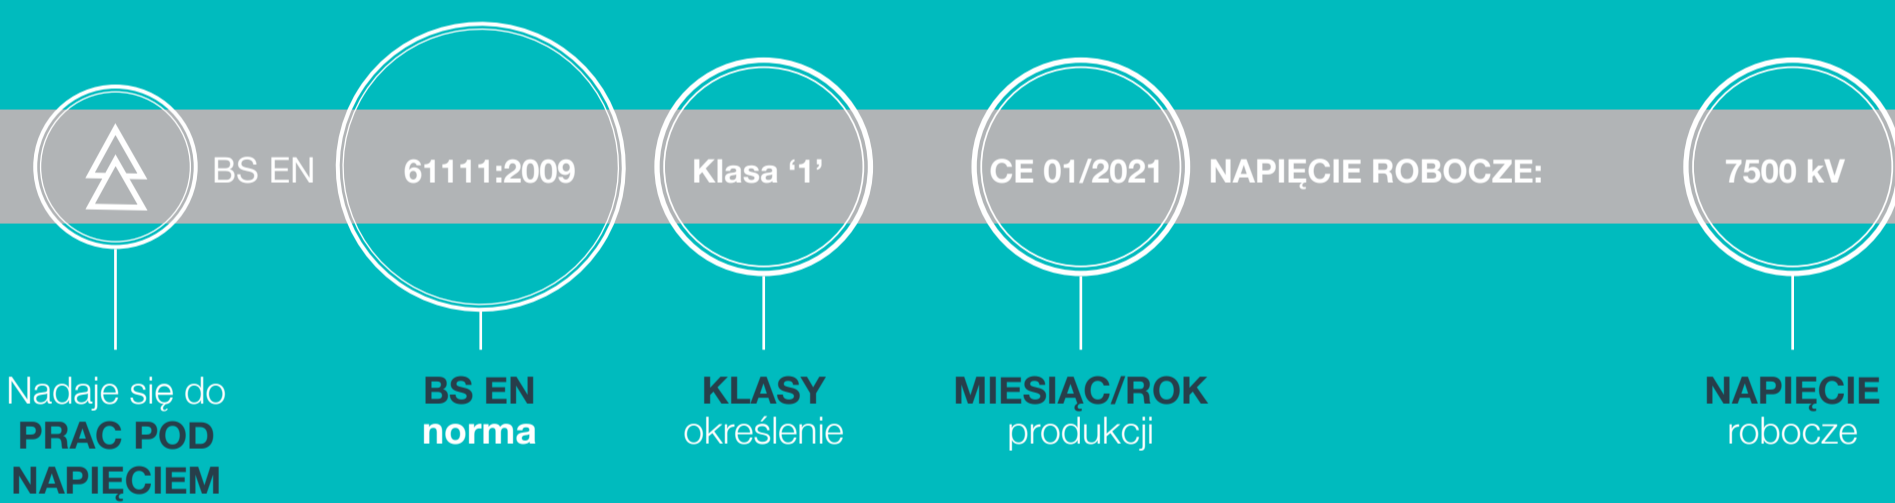 BS EN 61111:2009 Klasa ‘1’ CE 01/2021 NAPIĘCIE ROBOCZE: 7500 kV
Nadaje się do
PRAC POD
NAPIĘCIEM
BS EN
norma
KLASY
określenie
MIESIĄC/ROK
produkcji
NAPIĘCIE
robocze